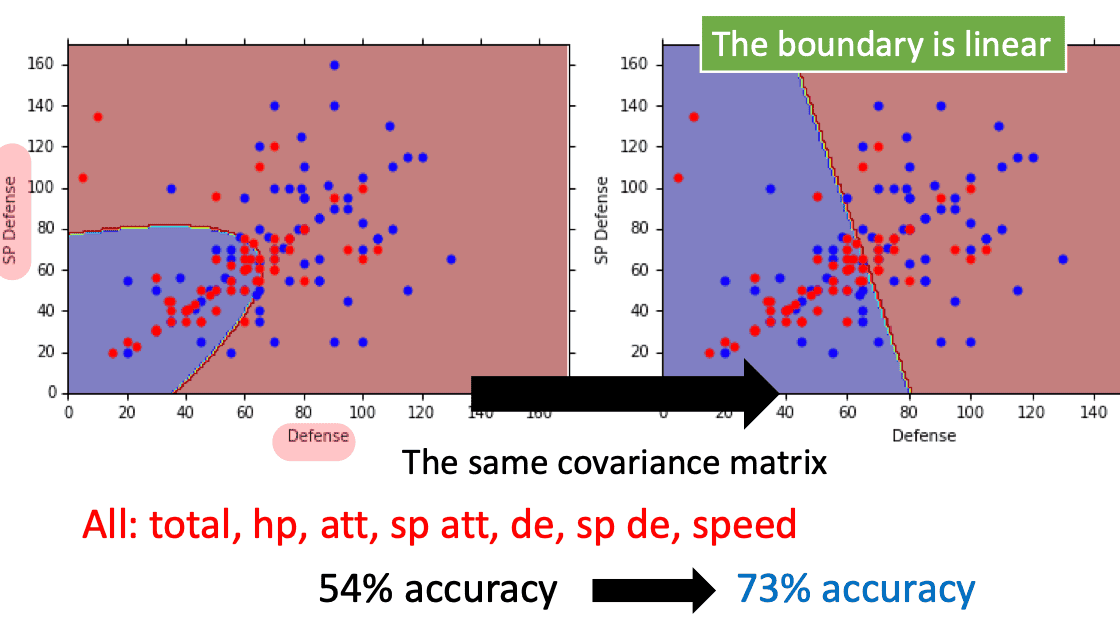 The boundary is linear
160
140
120
100
80
60
40
20
0
SP Defense
0 20 40 60 80 100 120 140 160
Defense
160
140
120
100
80
60
40
20
0
SP Defense
0 20 40 60 80 100 120 140
Defense
The same covariance matrix
All: total, hp, att, sp att, de, sp de, speed
54% accuracy 73% accuracy